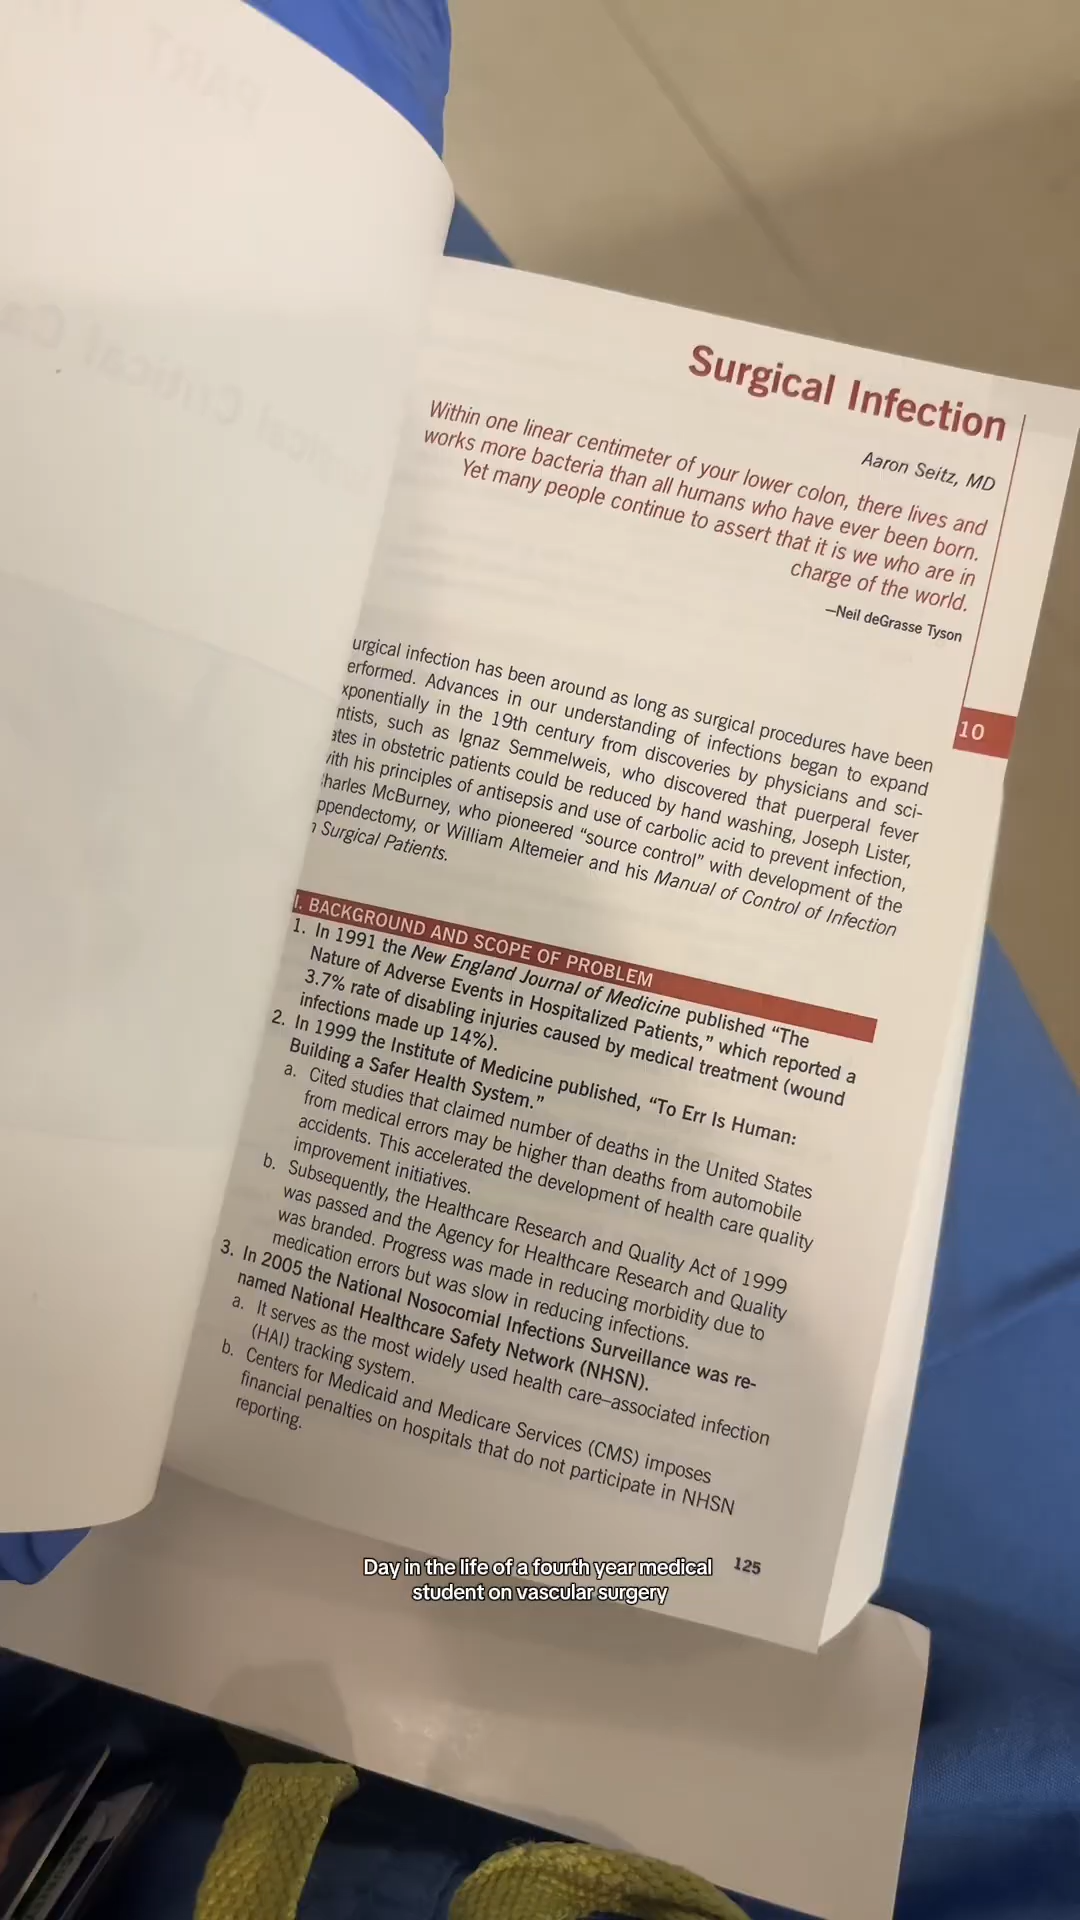 PART
Surgical Critical Ca
Surgical Infection
Aaron Seitz, MD
Within one linear centimeter of your lower colon, there lives and
works more bacteria than all humans who have ever been born.
Yet many people continue to assert that it is we who are in
charge of the world.
—Neil deGrasse Tyson
10
urgical infection has been around as long as surgical procedures have been
erformed. Advances in our understanding of infections began to expand
xponentially in the 19th century from discoveries by physicians and sci-
ntists, such as Ignaz Semmelweis, who discovered that puerperal fever
ates in obstetric patients could be reduced by hand washing, Joseph Lister,
with his principles of antisepsis and use of carbolic acid to prevent infection,
Charles McBurney, who pioneered “source control” with development of the
ppendectomy, or William Altemeier and his Manual of Control of Infection
n Surgical Patients.
I. BACKGROUND AND SCOPE OF PROBLEM
1. In 1991 the New England Journal of Medicine published “The
Nature of Adverse Events in Hospitalized Patients,” which reported a
3.7% rate of disabling injuries caused by medical treatment (wound
infections made up 14%).
2. In 1999 the Institute of Medicine published, “To Err Is Human:
Building a Safer Health System.”
a. Cited studies that claimed number of deaths in the United States
from medical errors may be higher than deaths from automobile
accidents. This accelerated the development of health care quality
improvement initiatives.
b. Subsequently, the Healthcare Research and Quality Act of 1999
was passed and the Agency for Healthcare Research and Quality
was branded. Progress was made in reducing morbidity due to
medication errors but was slow in reducing infections.
3. In 2005 the National Nosocomial Infections Surveillance was re-
named National Healthcare Safety Network (NHSN).
a. It serves as the most widely used health care–associated infection
(HAI) tracking system.
b. Centers for Medicaid and Medicare Services (CMS) imposes
financial penalties on hospitals that do not participate in NHSN
reporting.
125
Day in the life of a fourth year medical
student on vascular surgery